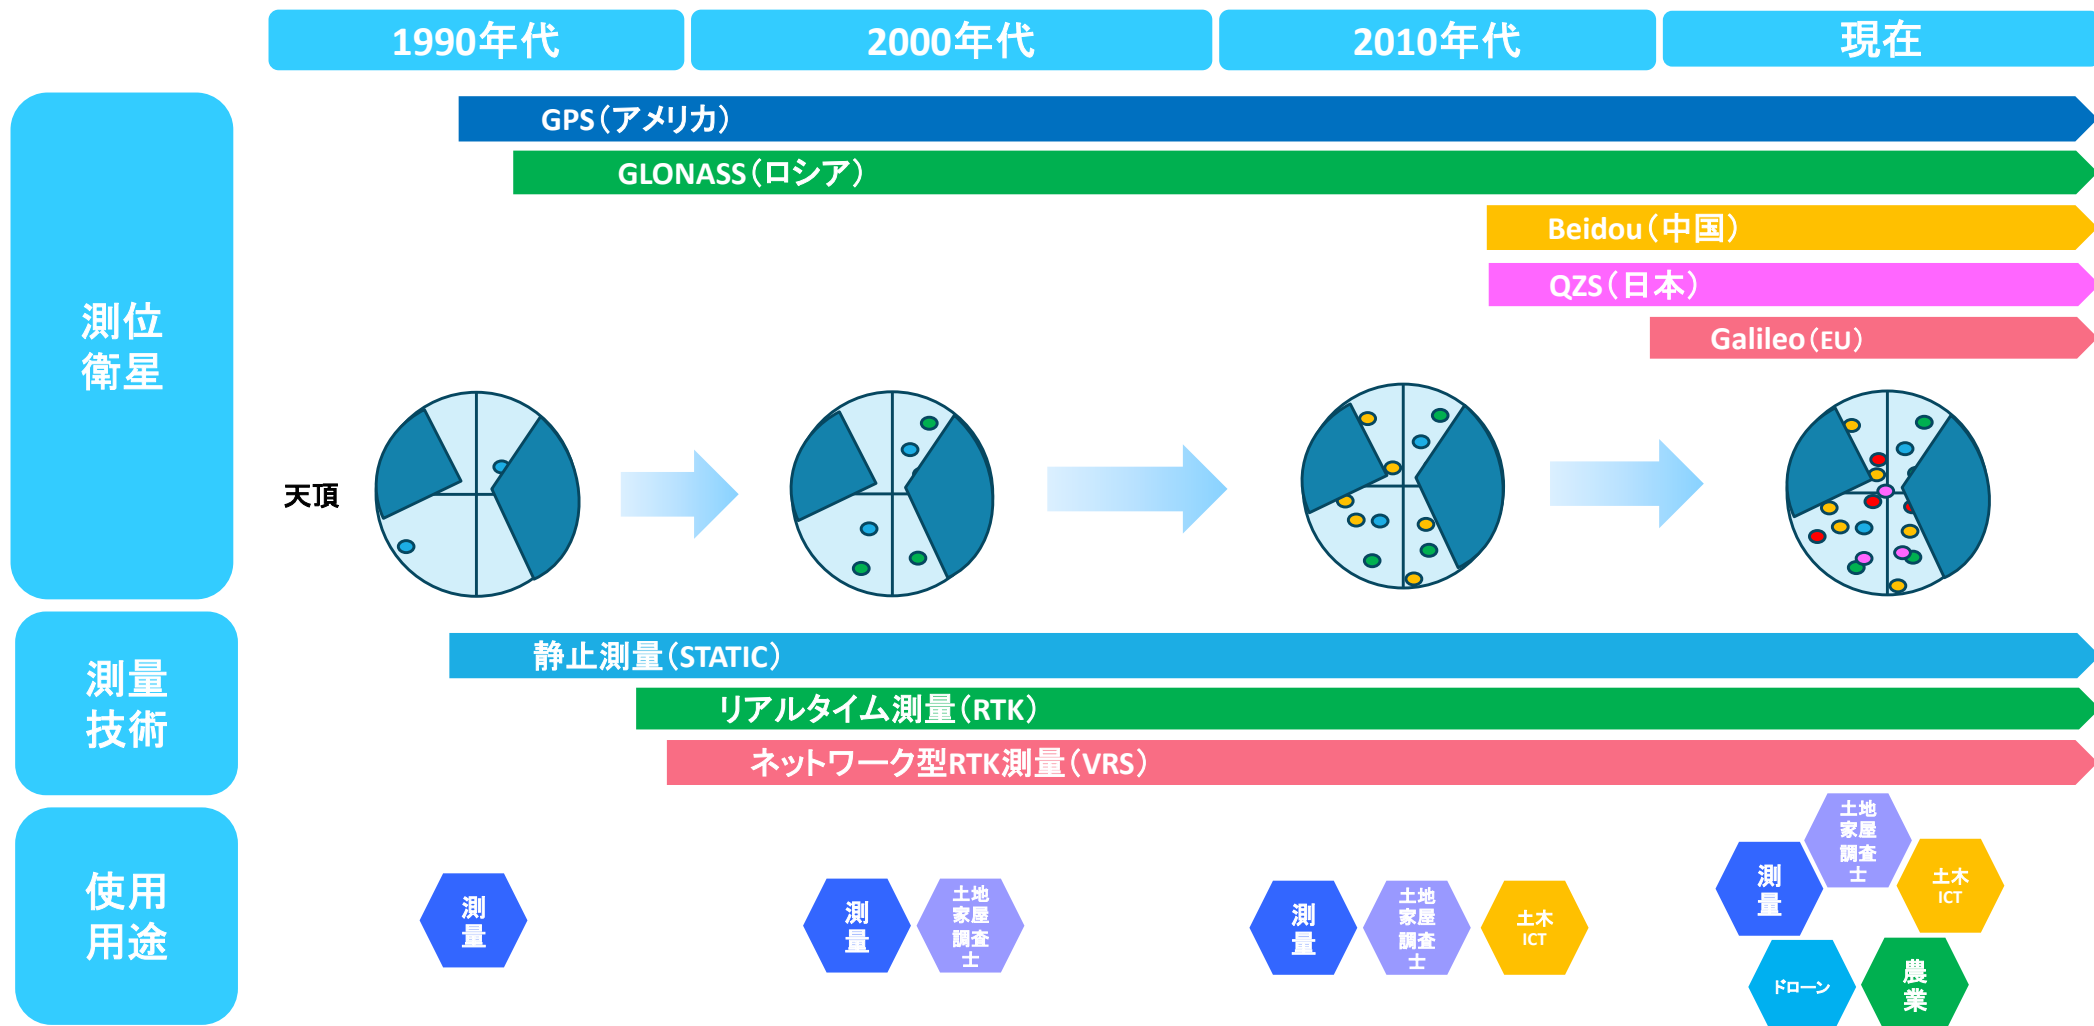 1990年代
2000年代
2010年代
現在
測位
衛星
GPS（アメリカ）
GLONASS（ロシア）
Beidou（中国）
QZS（日本）
Galileo（EU）
天頂
測量
技術
静止測量（STATIC）
リアルタイム測量（RTK）
ネットワーク型RTK測量（VRS）
使用
用途
測
量
測
量
土地
家屋
調査
士
測
量
土地
家屋
調査
士
土木
ICT
測
量
土地
家屋
調査
士
土木
ICT
ドローン
農
業